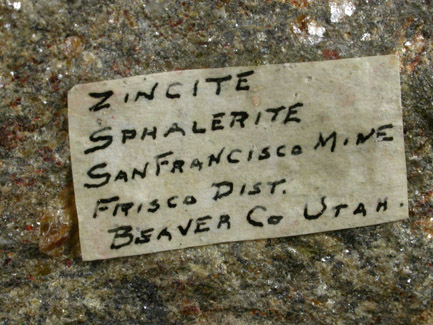 ZINCITE
SPHALERITE
SAN FRANCISCO MINE
FRISCO DIST.
BEAVER CO UTAH.